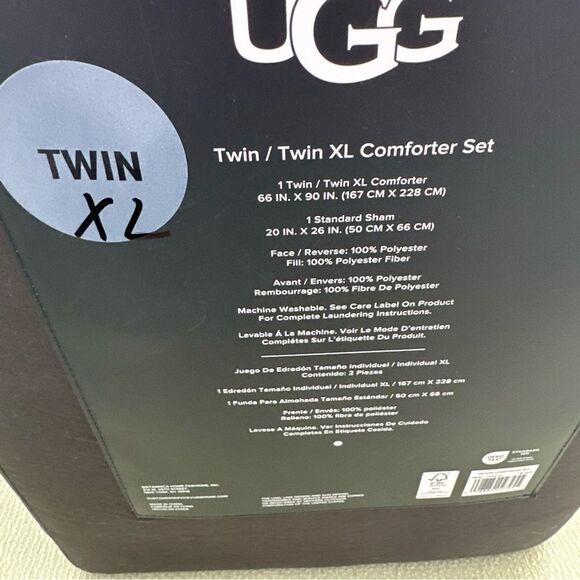 UGG
TWIN
XL
Twin / Twin XL Comforter Set
1 Twin / Twin XL Comforter
66 IN. X 90 IN. (167 CM X 228 CM)
1 Standard Sham
20 IN. X 26 IN. (50 CM X 66 CM)
Face / Reverse: 100% Polyester
Fill: 100% Polyester Fiber
Avant / Envers: 100% Polyester
Rembourrage: 100% Fibre De Polyester
Machine Washable. See Care Label On Product
For Complete Laundering Instructions.
Lavable À La Machine. Voir Le Mode D'entretien
Complétes Sur L'étiquette Du Produit.
Juego De Edredón Tamaño Individual / Individual XL
Contenido: 2 Piezas
1 Edredón Tamaño Individual / Individual XL / 167 cm X 228 cm
1 Funda Para Almohada Tamaño Estándar / 50 cm X 66 cm
Frente / Envés: 100% poliéster
Relleno: 100% fibra de poliéster
Lavese A Máquina. Ver Instrucciones De Cuidado
Completas En Etiqueta Cosida.